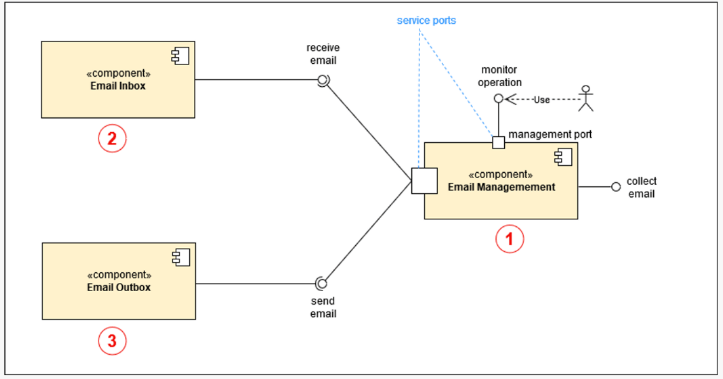 service ports
receive
email
«component»
Email Inbox
2
monitor
operation
Use
management port
«component»
Email Managemement
collect
email
1
«component»
Email Outbox
send
email
3